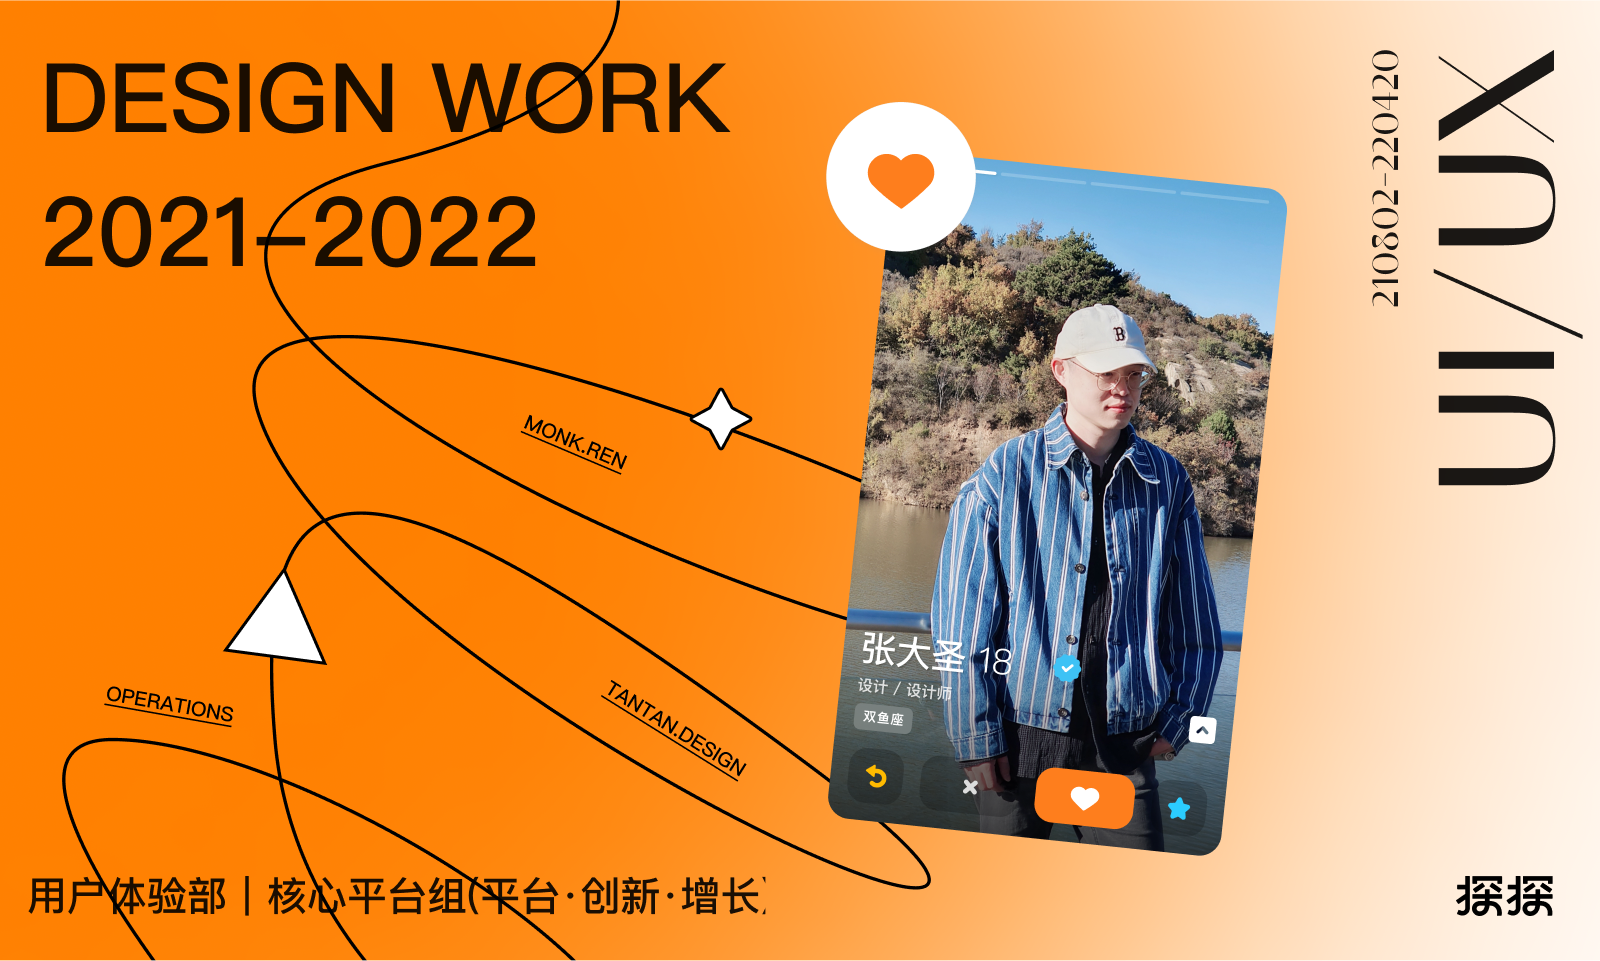 DESIGN WORK
2021–2022
MONK.REN
OPERATIONS
TANTAN.DESIGN
用户体验部｜核心平台组(平台·创新·增长)
B
张大圣 18
设计 / 设计师
双鱼座
210802–220420
UI/UX
探探